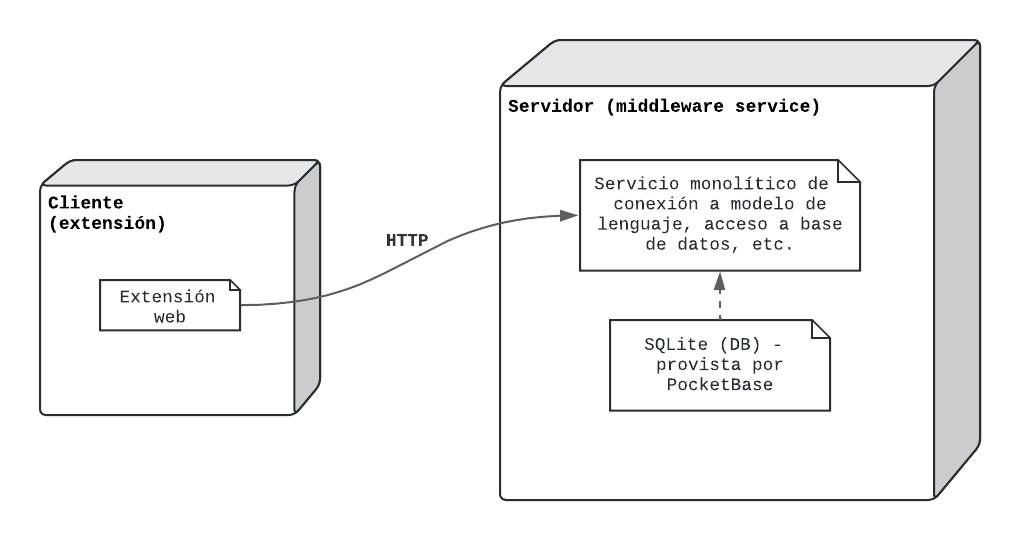 Servidor (middleware service)
Servicio monolítico de
conexión a modelo de
lenguaje, acceso a base
de datos, etc.
Cliente
(extensión)
HTTP
Extensión
web
SQLite (DB) -
provista por
PocketBase